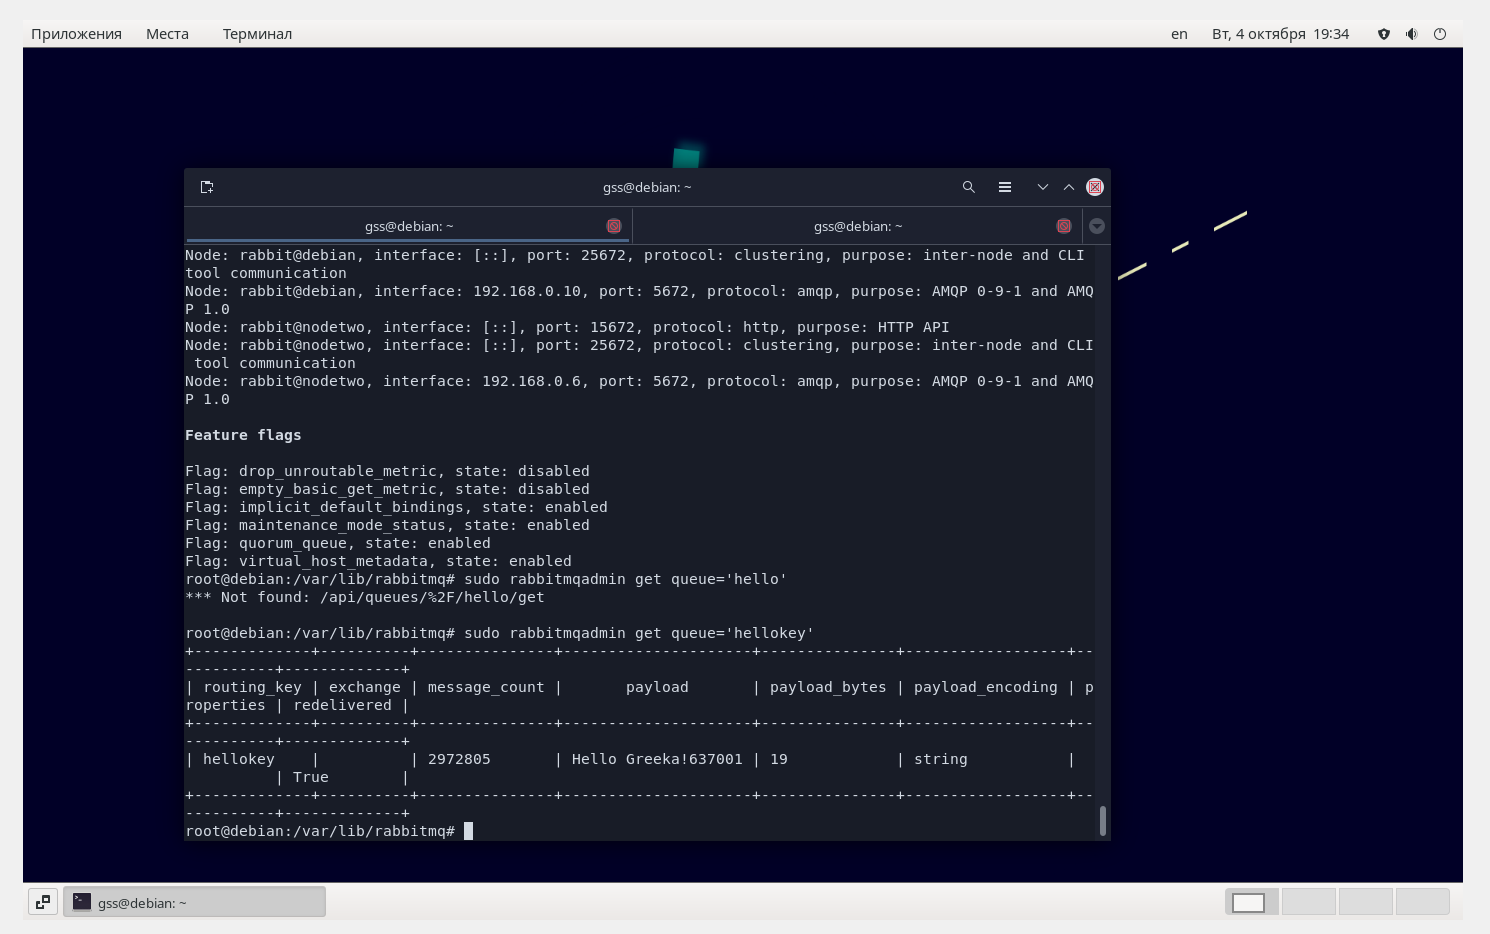 Приложения Места Терминал en Вт, 4 октября 19:34
gss@debian: ~
gss@debian: ~ gss@debian: ~
Node: rabbit@debian, interface: [::], port: 25672, protocol: clustering, purpose: inter-node and CLI
tool communication
Node: rabbit@debian, interface: 192.168.0.10, port: 5672, protocol: amqp, purpose: AMQP 0-9-1 and AMQ
P 1.0
Node: rabbit@nodetwo, interface: [::], port: 15672, protocol: http, purpose: HTTP API
Node: rabbit@nodetwo, interface: [::], port: 25672, protocol: clustering, purpose: inter-node and CLI
 tool communication
Node: rabbit@nodetwo, interface: 192.168.0.6, port: 5672, protocol: amqp, purpose: AMQP 0-9-1 and AMQ
P 1.0
Feature flags
Flag: drop_unroutable_metric, state: disabled
Flag: empty_basic_get_metric, state: disabled
Flag: implicit_default_bindings, state: enabled
Flag: maintenance_mode_status, state: enabled
Flag: quorum_queue, state: enabled
Flag: virtual_host_metadata, state: enabled
root@debian:/var/lib/rabbitmq# sudo rabbitmqadmin get queue='hello'
*** Not found: /api/queues/%2F/hello/get
root@debian:/var/lib/rabbitmq# sudo rabbitmqadmin get queue='hellokey'
+-------------+----------+---------------+---------------------+---------------+------------------+--
----------+-------------+
| routing_key | exchange | message_count |       payload       | payload_bytes | payload_encoding | p
roperties | redelivered |
+-------------+----------+---------------+---------------------+---------------+------------------+--
----------+-------------+
| hellokey    |          | 2972805       | Hello Greeka!637001 | 19            | string           |
          | True        |
+-------------+----------+---------------+---------------------+---------------+------------------+--
----------+-------------+
root@debian:/var/lib/rabbitmq#
gss@debian: ~